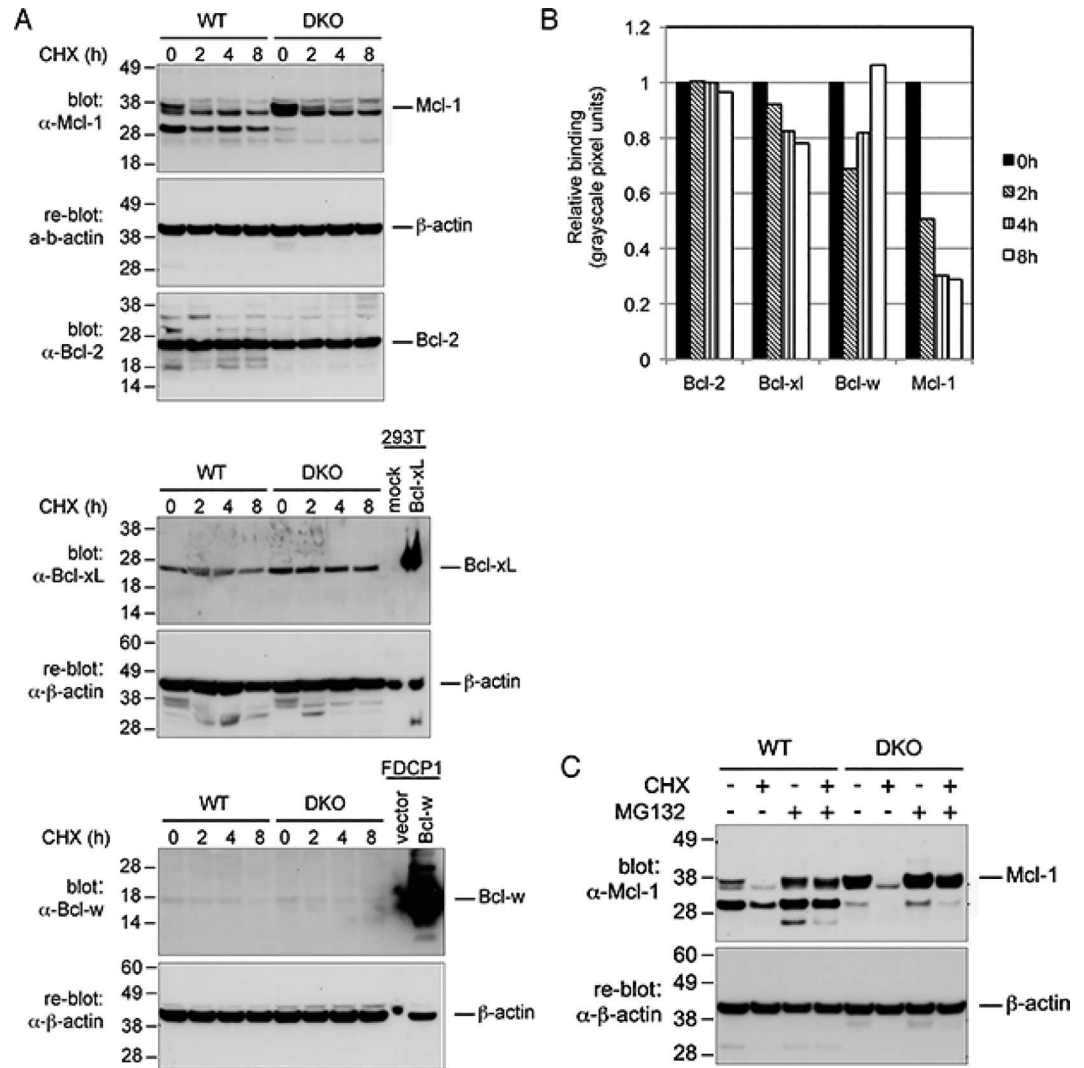 A
WT DKO
CHX (h) 0 2 4 8 0 2 4 8
49
38
28
18
blot:
α-Mcl-1
Mcl-1
49
38
28
re-blot:
a-b-actin
β-actin
38
28
18
14
blot:
α-Bcl-2
Bcl-2
293T
WT DKO mock Bcl-xL
CHX (h) 0 2 4 8 0 2 4 8
38
28
18
14
blot:
α-Bcl-xL
Bcl-xL
60
49
38
28
re-blot:
α-β-actin
β-actin
FDCP1
WT DKO vector Bcl-w
CHX (h) 0 2 4 8 0 2 4 8
28
18
14
blot:
α-Bcl-w
Bcl-w
60
49
38
28
re-blot:
α-β-actin
β-actin
B
Relative binding
(grayscale pixel units)
1
0.8
0.6
0.4
0.2
0
Bcl-2 Bcl-xl Bcl-w Mcl-1
0h
2h
4h
8h
C
WT DKO
CHX - + - + - + - +
MG132 - - + + - - + +
49
38
28
blot:
α-Mcl-1
Mcl-1
49
38
28
re-blot:
α-β-actin
β-actin